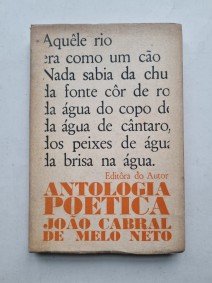 Aquêle rio
era como um cão
Nada sabia da chu
da fonte côr de ro
da água do copo de
da água de cântaro,
dos peixes de água
da brisa na água.
Editôra do Autor
ANTOLOGIA
POÉTICA
JOÃO CABRAL
DE MELO NETO